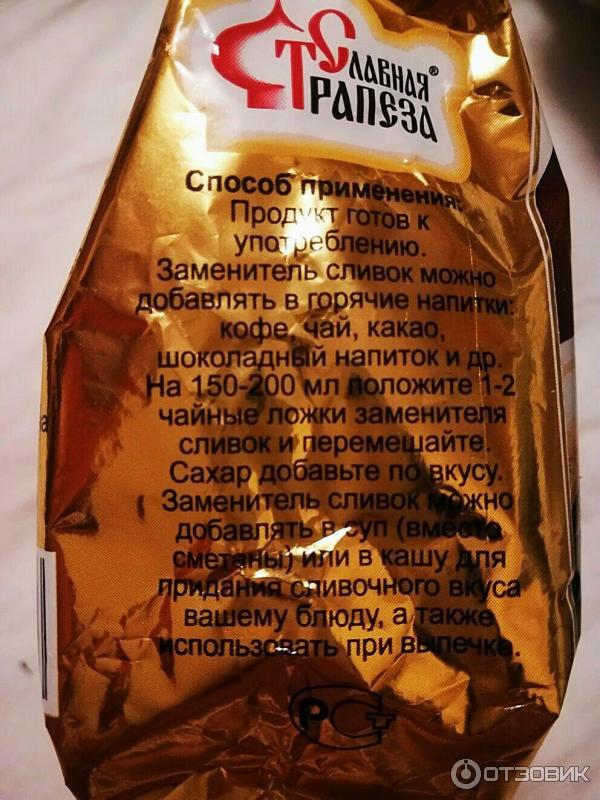 Славная®
Трапеза
Способ применения:
Продукт готов к
употреблению.
Заменитель сливок можно
добавлять в горячие напитки:
кофе, чай, какао,
шоколадный напиток и др.
На 150-200 мл положите 1-2
чайные ложки заменителя
сливок и перемешайте.
Сахар добавьте по вкусу.
Заменитель сливок можно
добавлять в суп (вместо
сметаны) или в кашу для
придания сливочного вкуса
вашему блюду, а также
использовать при выпечке.
РСТ
ОТЗОВИК